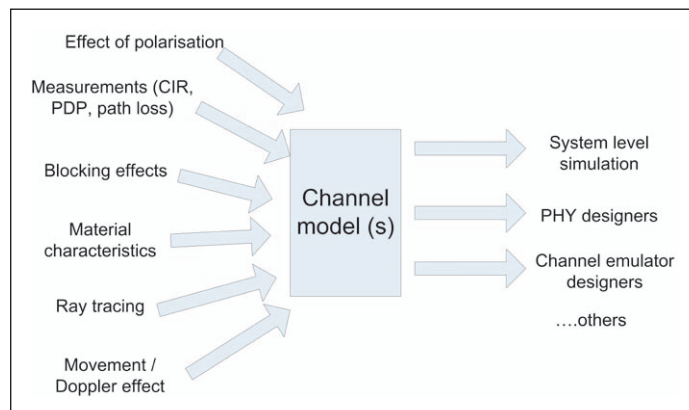 Effect of polarisation
Measurements (CIR,
PDP, path loss)
Blocking effects
Material
characteristics
Ray tracing
Movement /
Doppler effect
Channel
model (s)
System level
simulation
PHY designers
Channel emulator
designers
....others